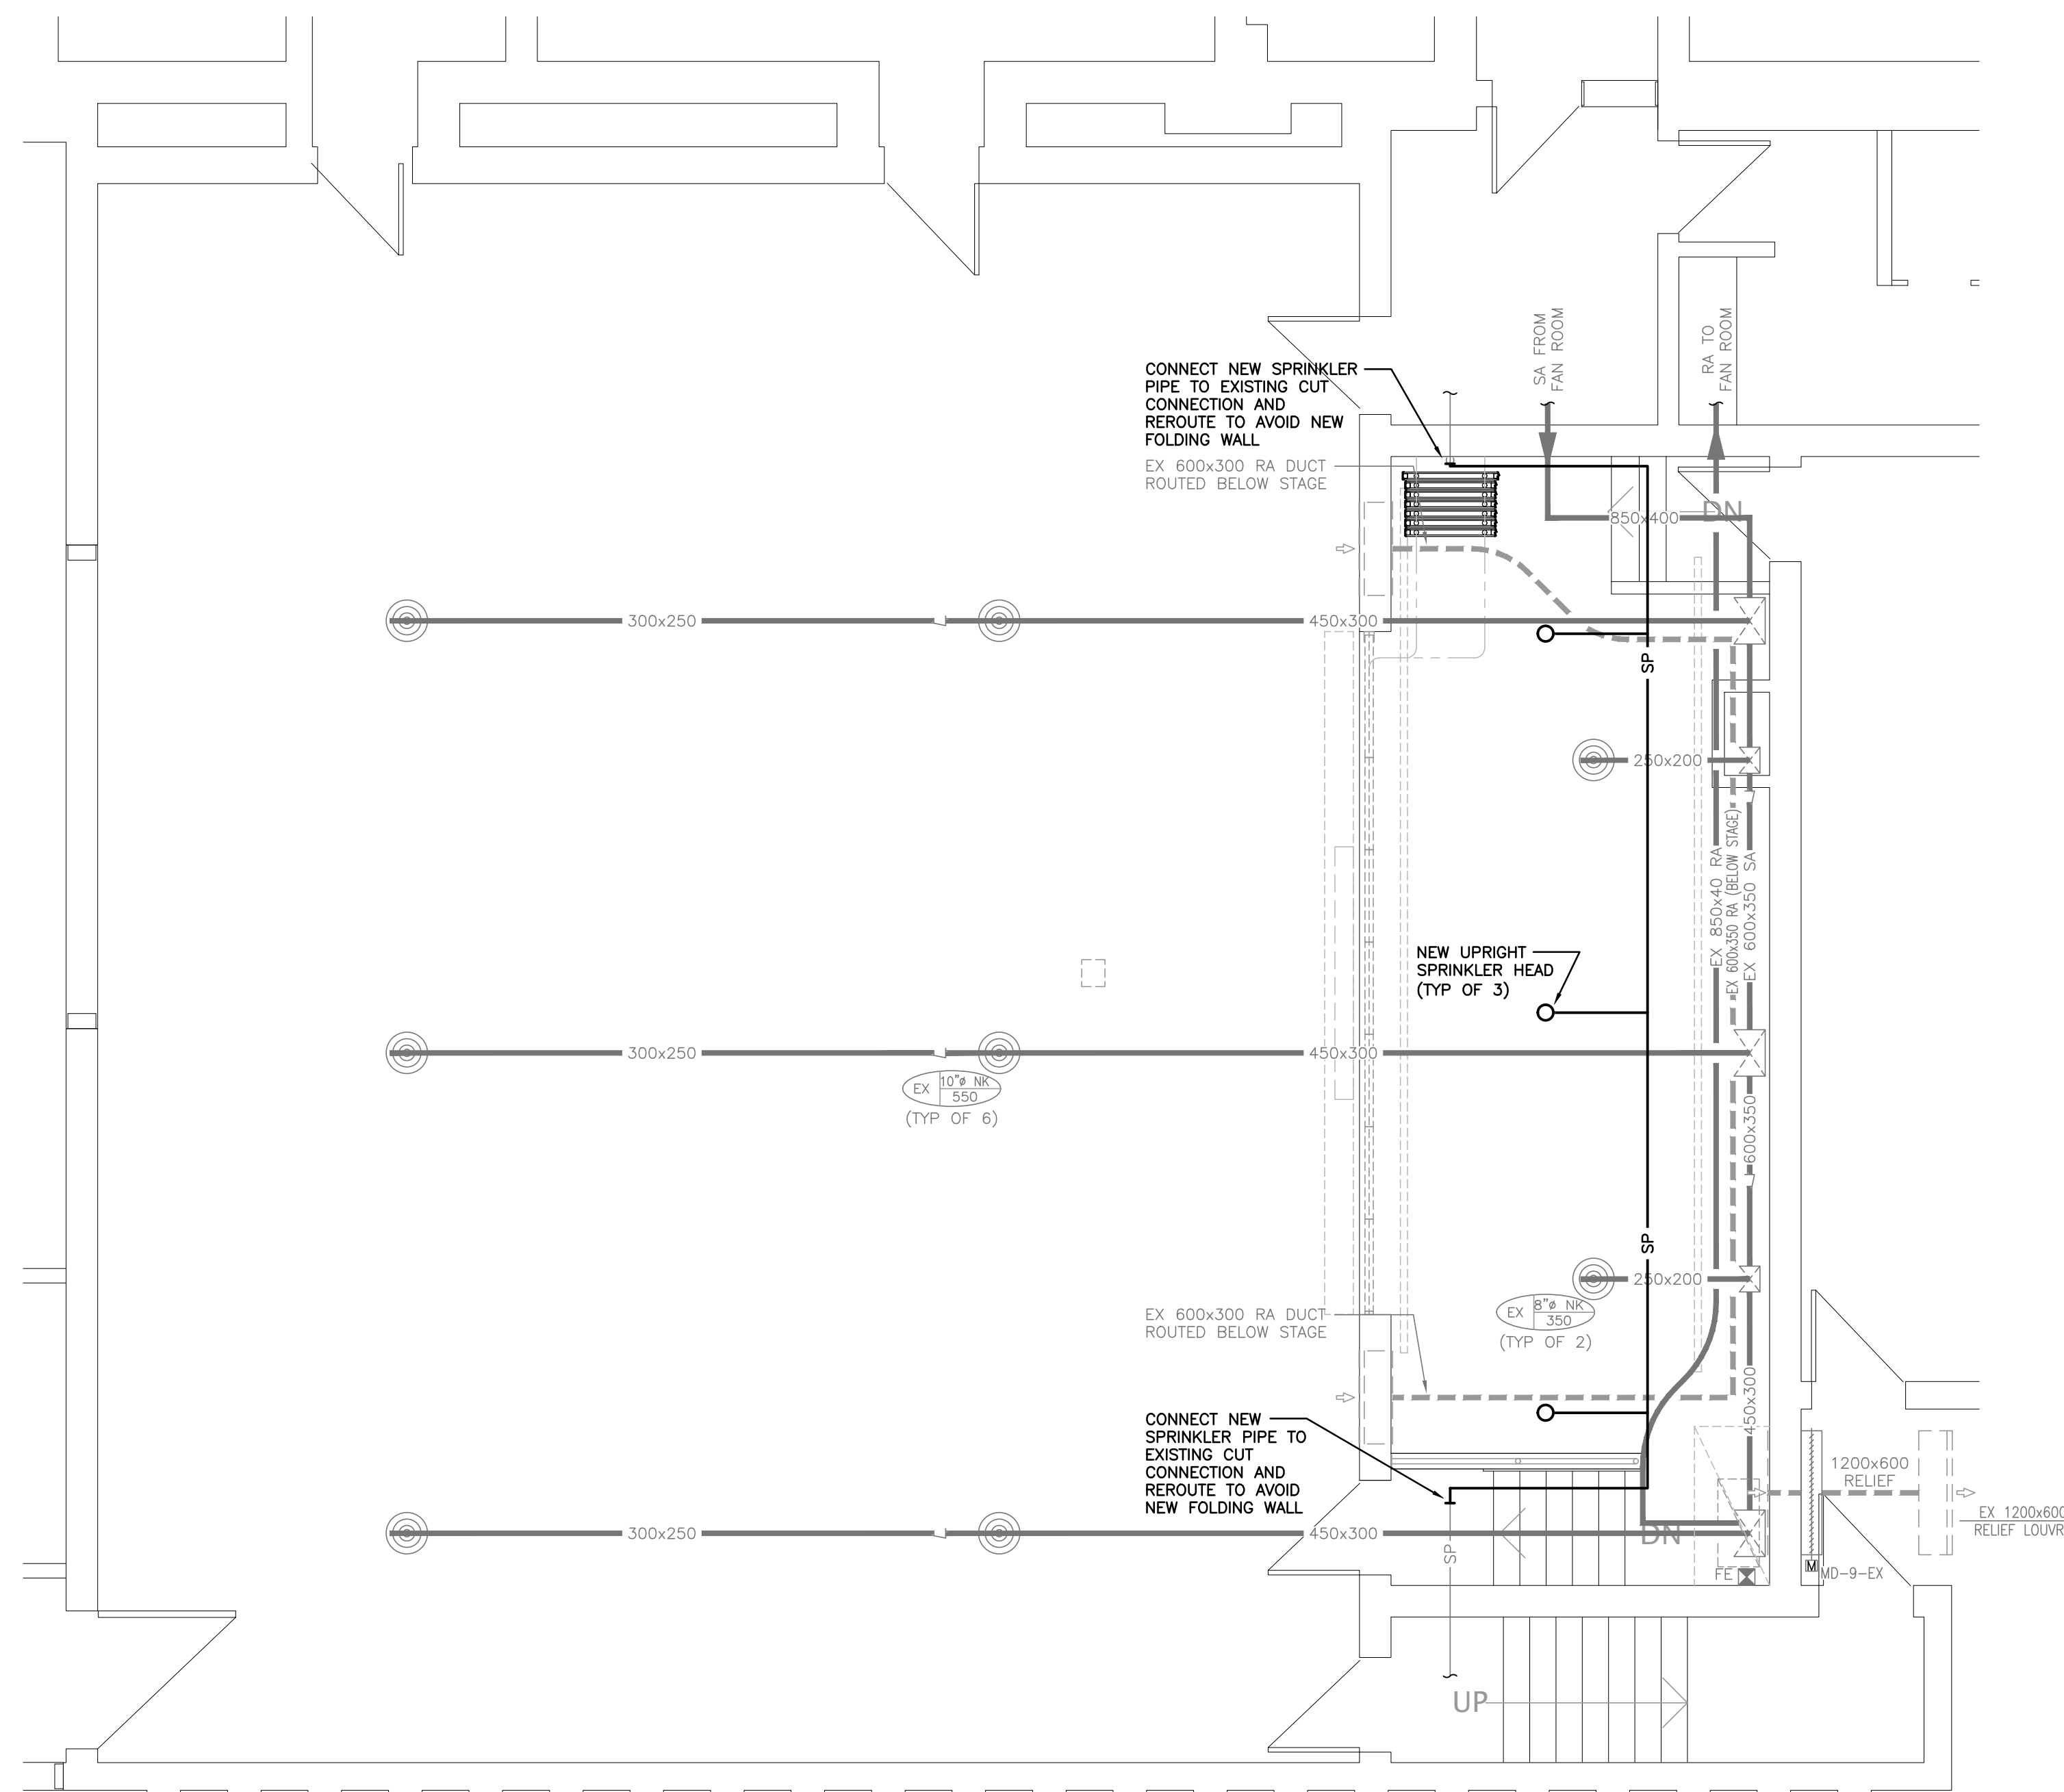 SA FROM
FAN ROOM
RA TO
FAN ROOM
CONNECT NEW SPRINKLER
PIPE TO EXISTING CUT
CONNECTION AND
REROUTE TO AVOID NEW
FOLDING WALL
EX 600x300 RA DUCT
ROUTED BELOW STAGE
850x400
DN
300x250
450x300
SP
250x200
EX 850x40 RA
EX 600x350 RA (BELOW STAGE)
EX 600x350 SA
NEW UPRIGHT
SPRINKLER HEAD
(TYP OF 3)
300x250
450x300
EX 10"ø NK
550
(TYP OF 6)
600x350
SP
250x200
EX 8"ø NK
350
(TYP OF 2)
EX 600x300 RA DUCT
ROUTED BELOW STAGE
450x300
CONNECT NEW
SPRINKLER PIPE TO
EXISTING CUT
CONNECTION AND
REROUTE TO AVOID
NEW FOLDING WALL
1200x600
RELIEF
EX 1200x600
RELIEF LOUVR
300x250
450x300
SP
DN
FE
M
MD-9-EX
UP